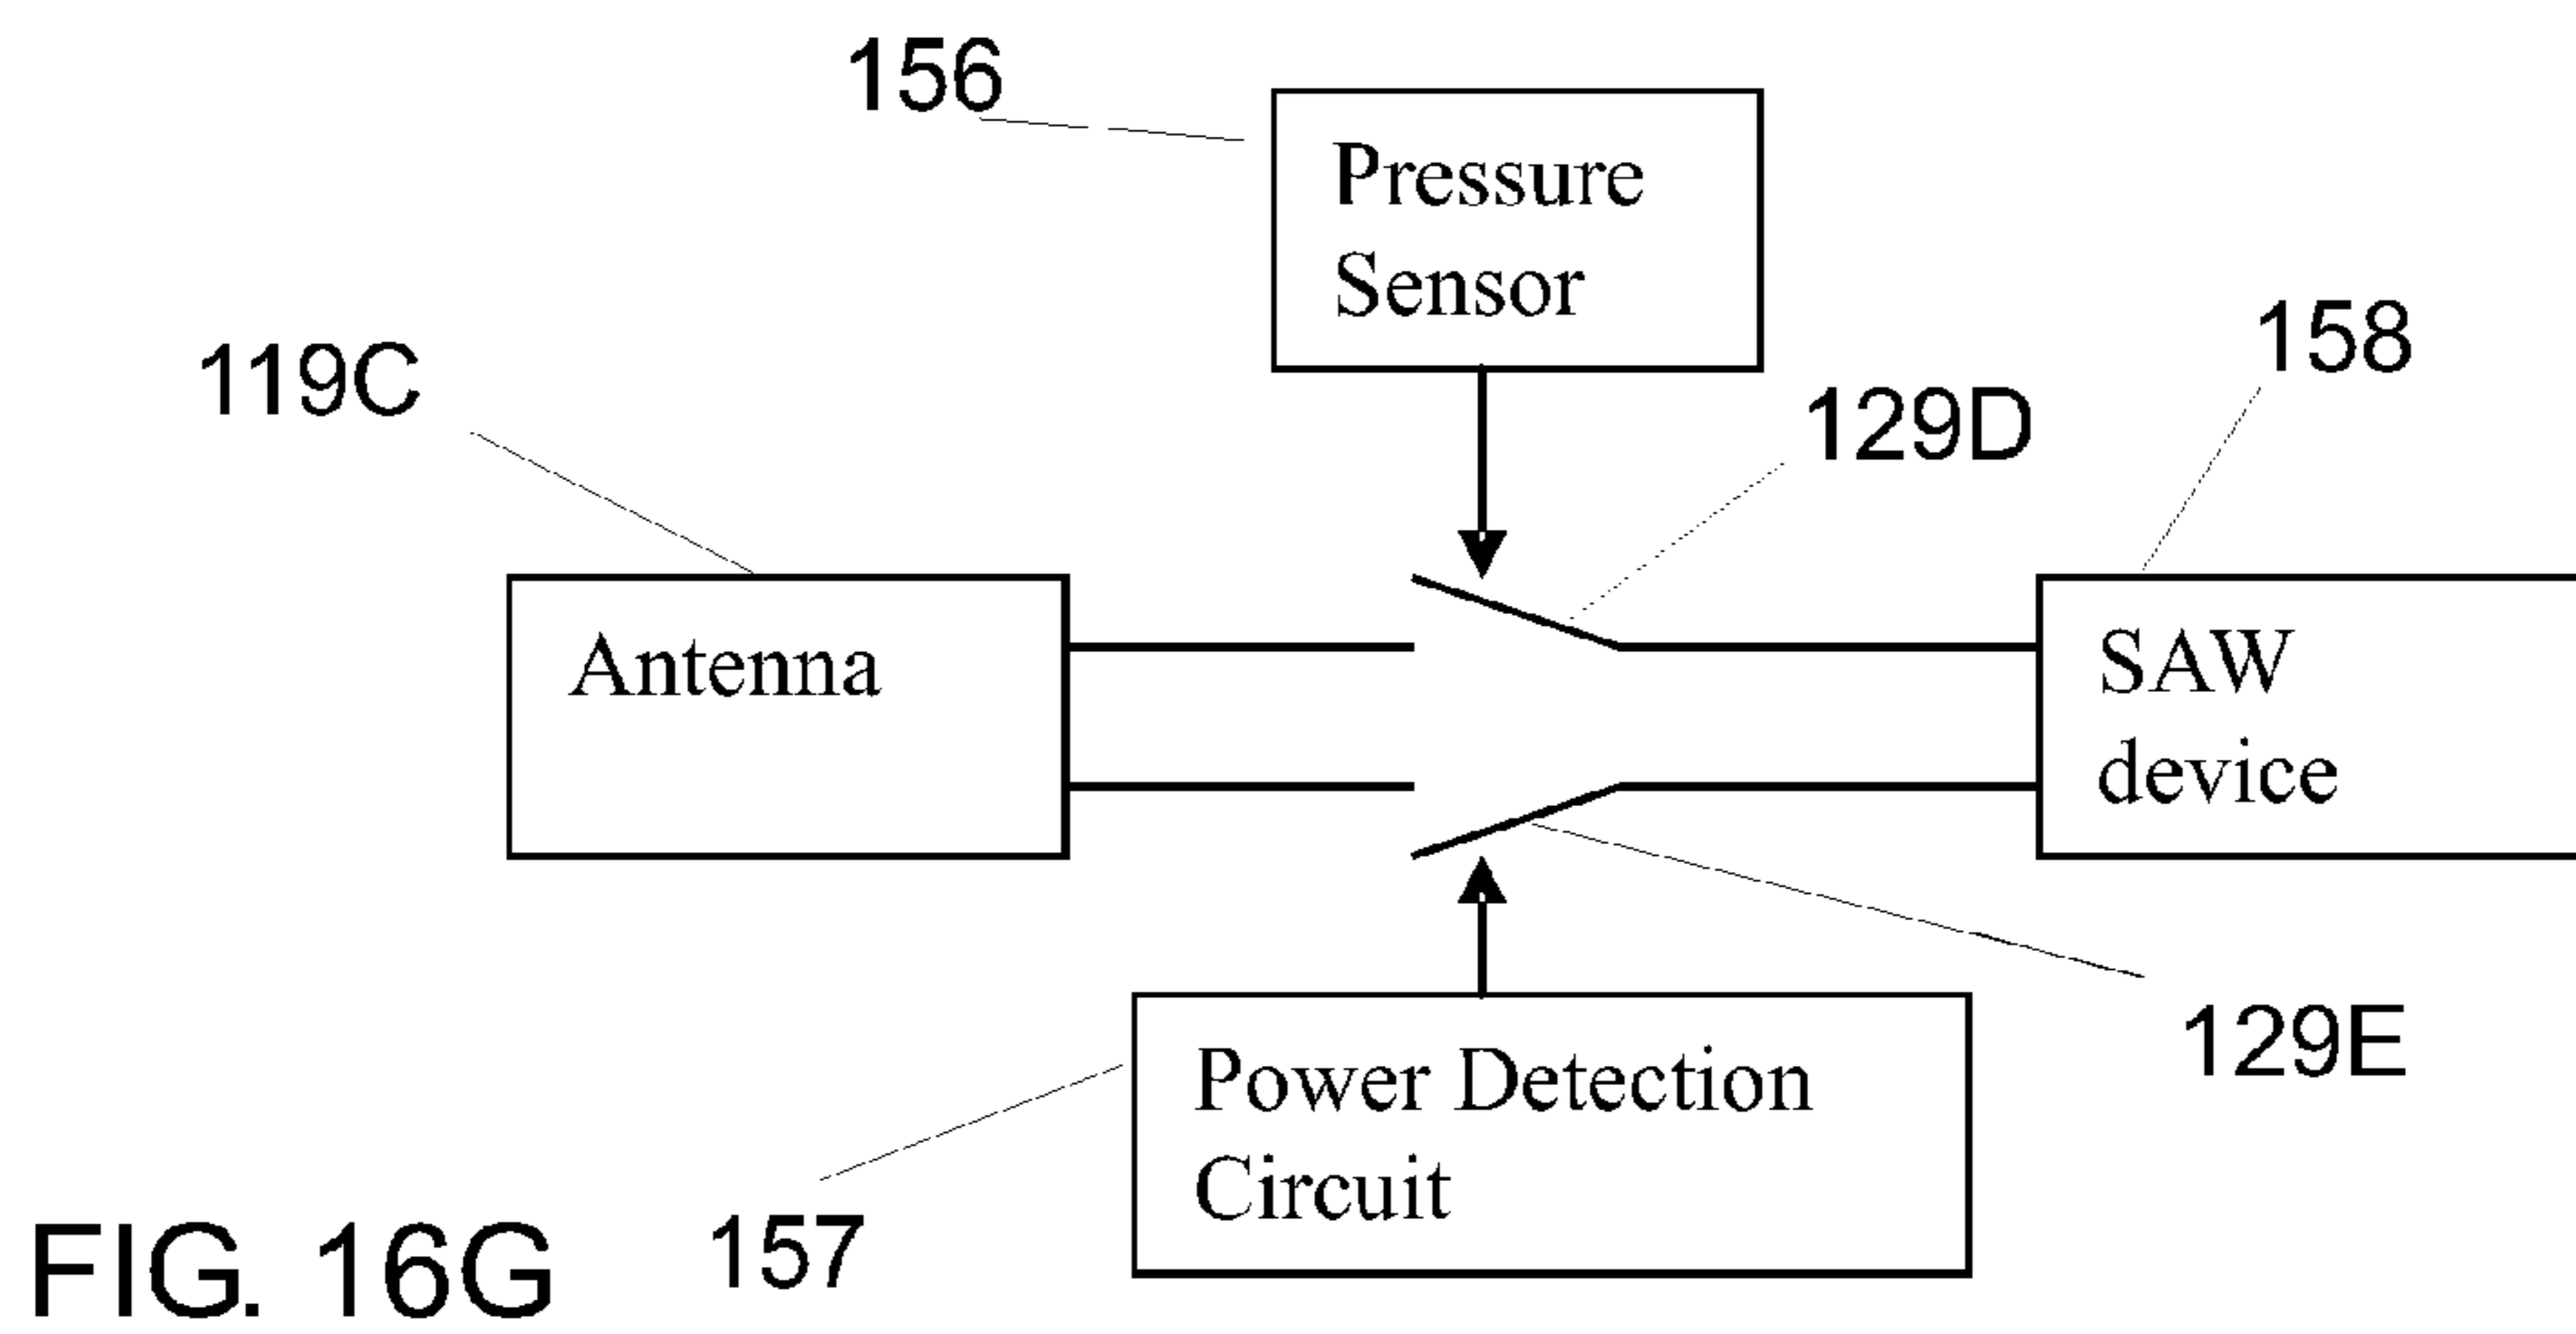 156
Pressure
Sensor
119C
158
129D
Antenna
SAW
device
129E
Power Detection
Circuit
157
FIG. 16G